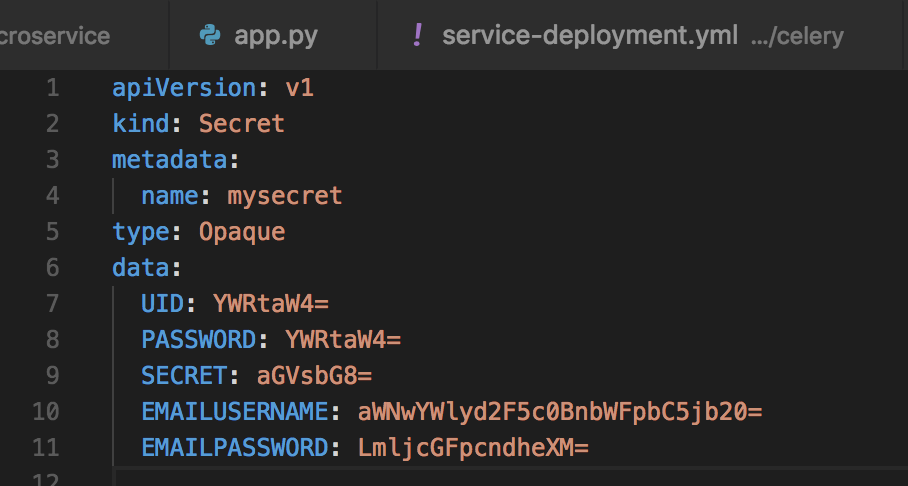 croservice app.py ! service-deployment.yml …/celery
1 apiVersion: v1
2 kind: Secret
3 metadata:
4 name: mysecret
5 type: Opaque
6 data:
7 UID: YWRtaW4=
8 PASSWORD: YWRtaW4=
9 SECRET: aGVsbG8=
10 EMAILUSERNAME: aWNwYWlyd2F5c0BnbWFpbC5jb20=
11 EMAILPASSWORD: LmljcGFpcndheXM=
12